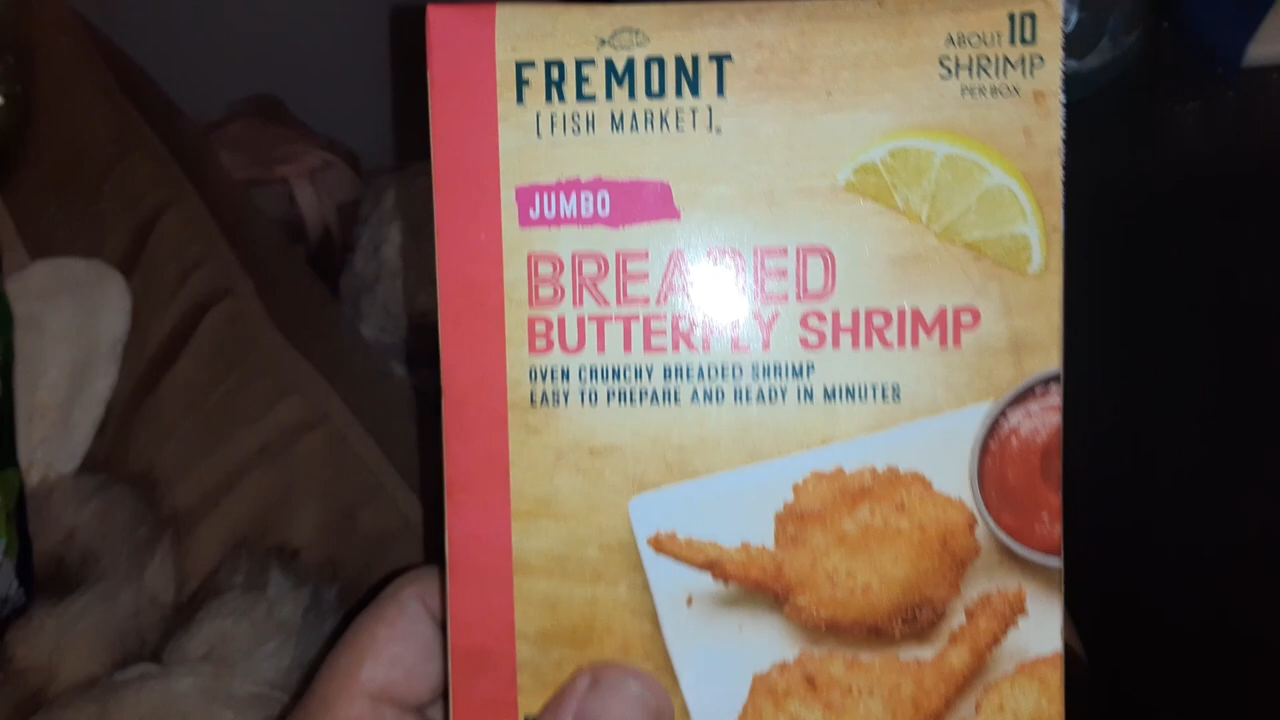 FREMONT
[FISH MARKET]®
ABOUT 10
SHRIMP
PER BOX
JUMBO
BREADED
BUTTERFLY SHRIMP
OVEN CRUNCHY BREADED SHRIMP
EASY TO PREPARE AND READY IN MINUTES